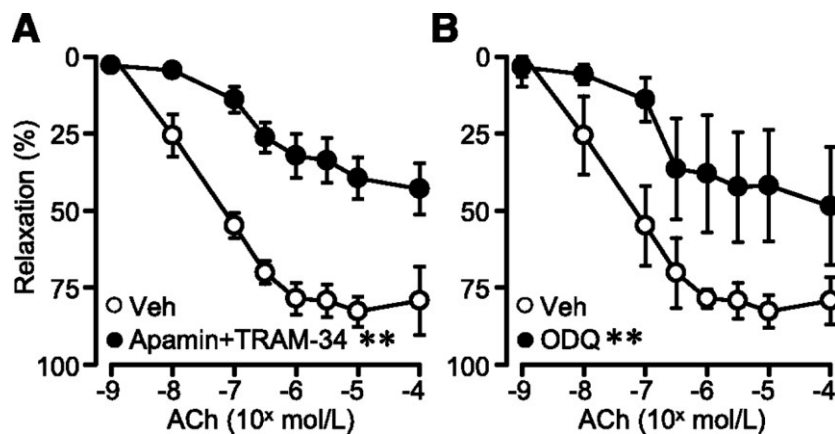 A
B
0
25
50
75
100
Relaxation (%)
Veh
Apamin+TRAM-34 **
-9 -8 -7 -6 -5 -4
ACh (10ˣ mol/L)
0
25
50
75
100
Veh
ODQ **
-9 -8 -7 -6 -5 -4
ACh (10ˣ mol/L)